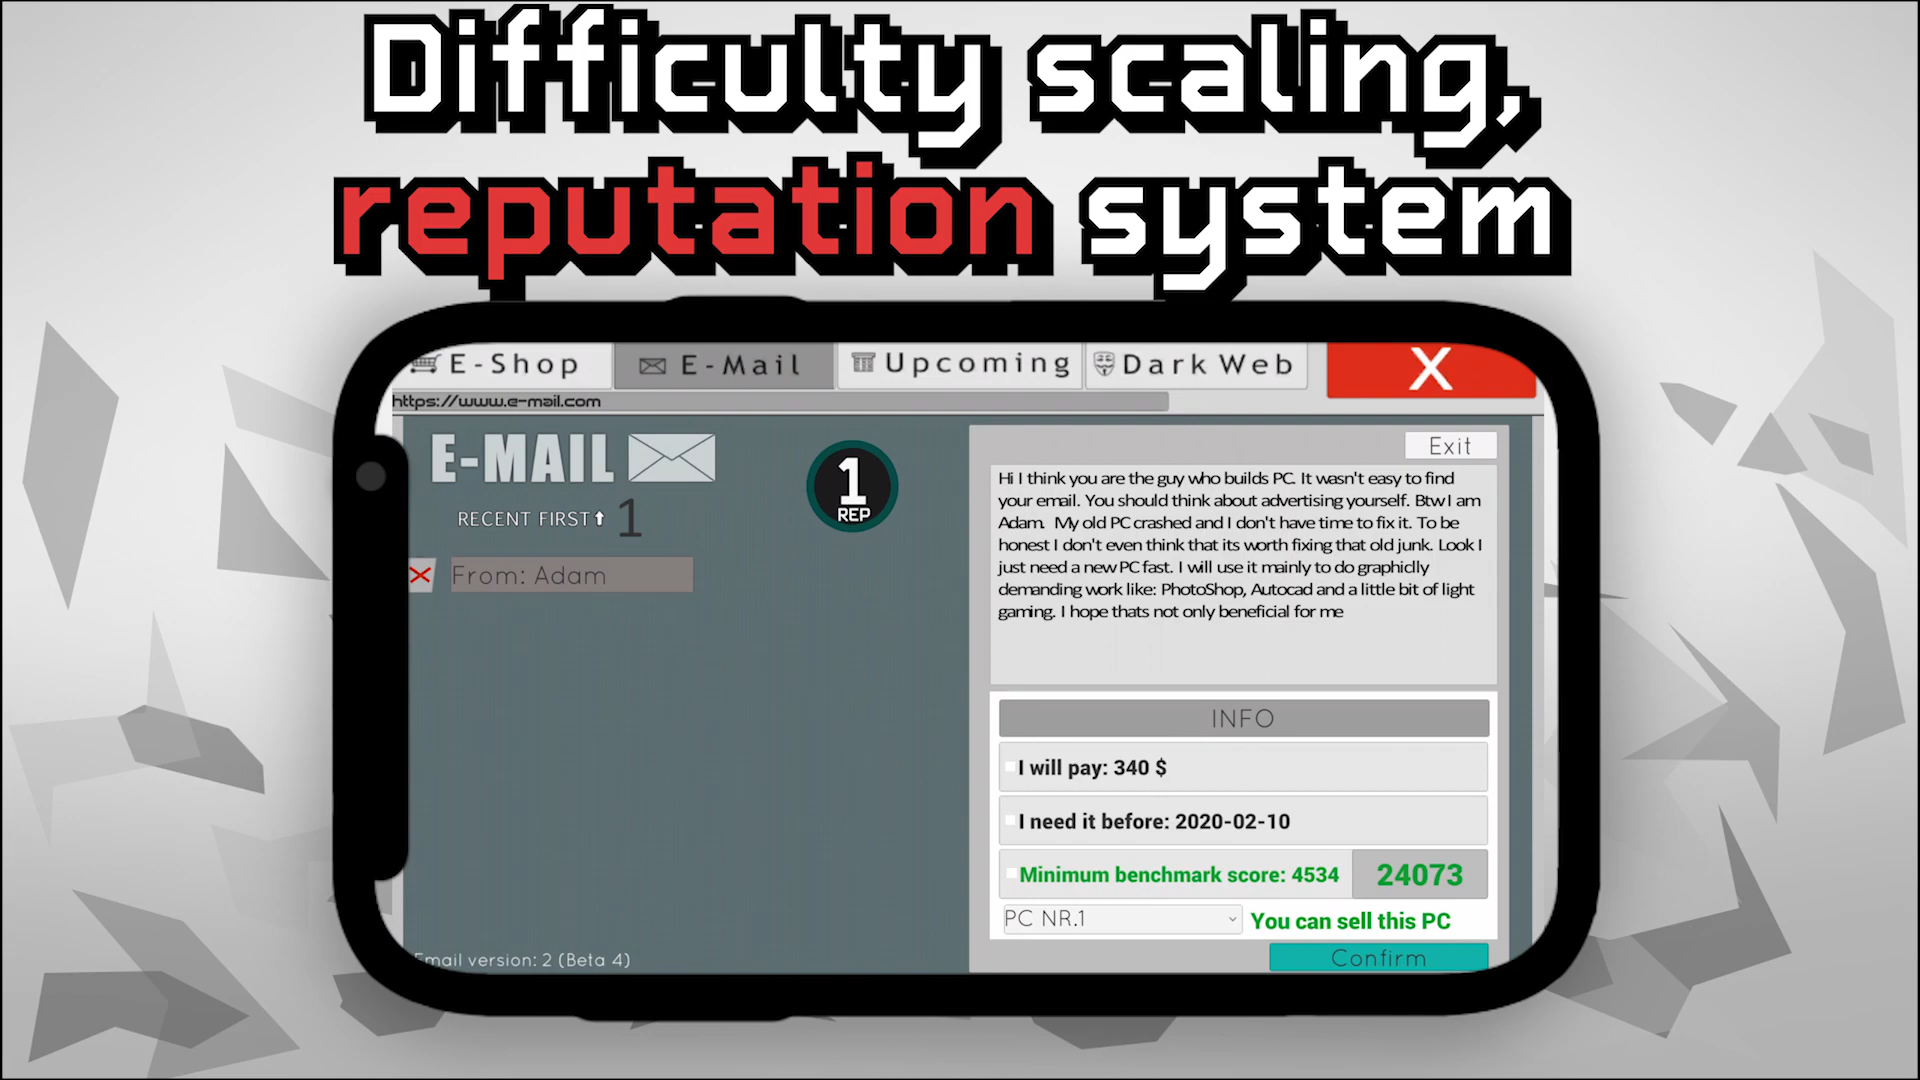 Difficulty scaling,
reputation system
E-Shop
E-Mail
Upcoming
Dark Web
X
https://www.e-mail.com
E-MAIL
1
REP
RECENT FIRST 1
From: Adam
Email version: 2 (Beta 4)
Exit
Hi I think you are the guy who builds PC. It wasn't easy to find
your email. You should think about advertising yourself. Btw I am
Adam. My old PC crashed and I don't have time to fix it. To be
honest I don't even think that its worth fixing that old junk. Look I
just need a new PC fast. I will use it mainly to do graphiclly
demanding work like: PhotoShop, Autocad and a little bit of light
gaming. I hope thats not only beneficial for me
INFO
I will pay: 340 $
I need it before: 2020-02-10
Minimum benchmark score: 4534 24073
PC NR.1
You can sell this PC
Confirm